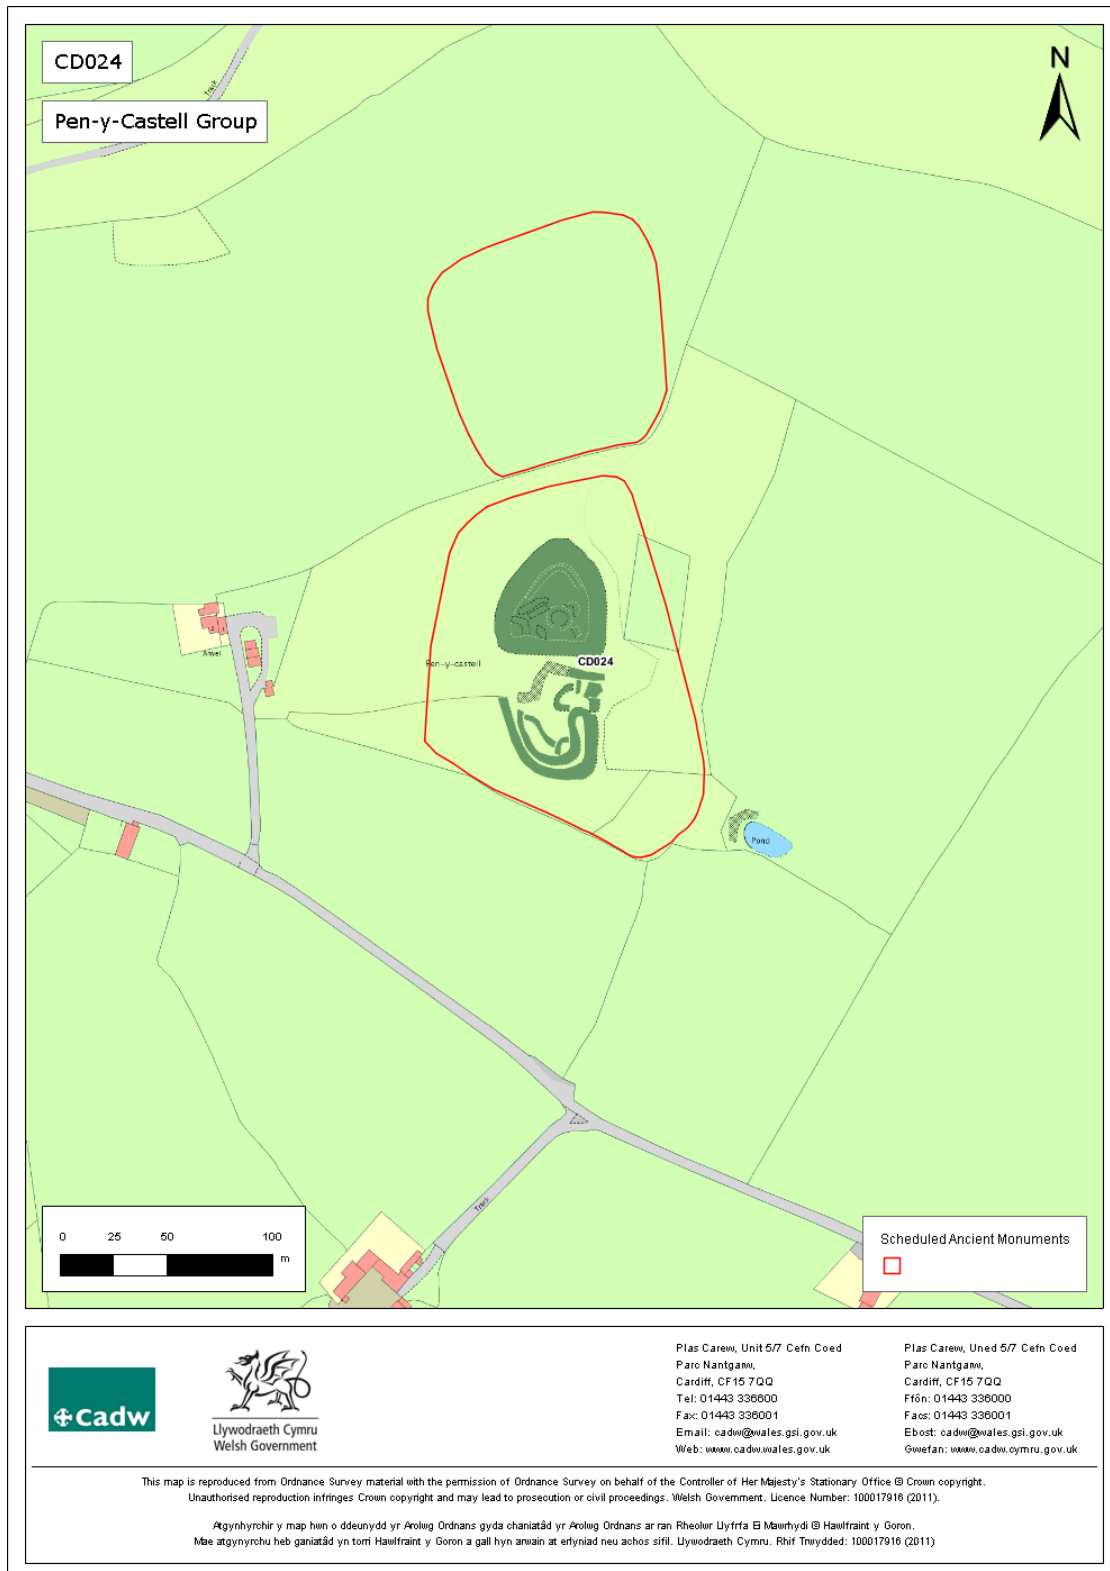 CD024
Pen-y-Castell Group
N
Track
Pen-y-castell
CD024
Pond
Track
0 25 50 100
m
Scheduled Ancient Monuments
Cadw
Llywodraeth Cymru
Welsh Government
Plas Carew, Unit 5/7 Cefn Coed
Parc Nantgarw,
Cardiff, CF15 7QQ
Tel: 01443 336600
Fax: 01443 336001
Email: cadw@wales.gsi.gov.uk
Web: www.cadw.wales.gov.uk
Plas Carew, Uned 5/7 Cefn Coed
Parc Nantgarw,
Cardiff, CF15 7QQ
Ffôn: 01443 336000
Facs: 01443 336001
Ebost: cadw@wales.gsi.gov.uk
Gwefan: www.cadw.cymru.gov.uk
This map is reproduced from Ordnance Survey material with the permission of Ordnance Survey on behalf of the Controller of Her Majesty's Stationary Office @ Crown copyright.
Unauthorised reproduction infringes Crown copyright and may lead to prosecution or civil proceedings. Welsh Government. Licence Number: 100017916 (2011).
Atgynhyrchir y map hwn o ddeunydd yr Arolwg Ordnans gyda chaniatâd yr Arolwg Ordnans ar ran Rheolwr Llyfrfa Ei Mawrhydi @ Hawlfraint y Goron.
Mae atgynyrchu heb ganiatâd yn torri Hawlfraint y Goron a gall hyn arwain at erlyniad neu achos sifil. Llywodraeth Cymru. Rhif Trwydded: 100017916 (2011)